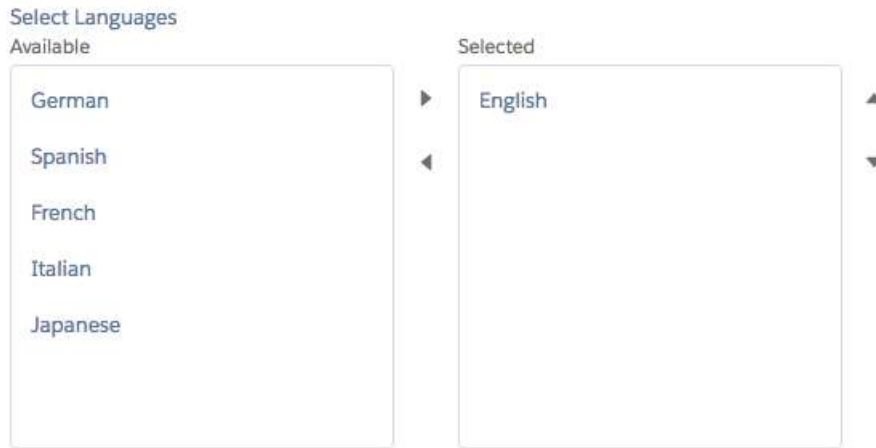 Select Languages
Available
German
Spanish
French
Italian
Japanese
Selected
English